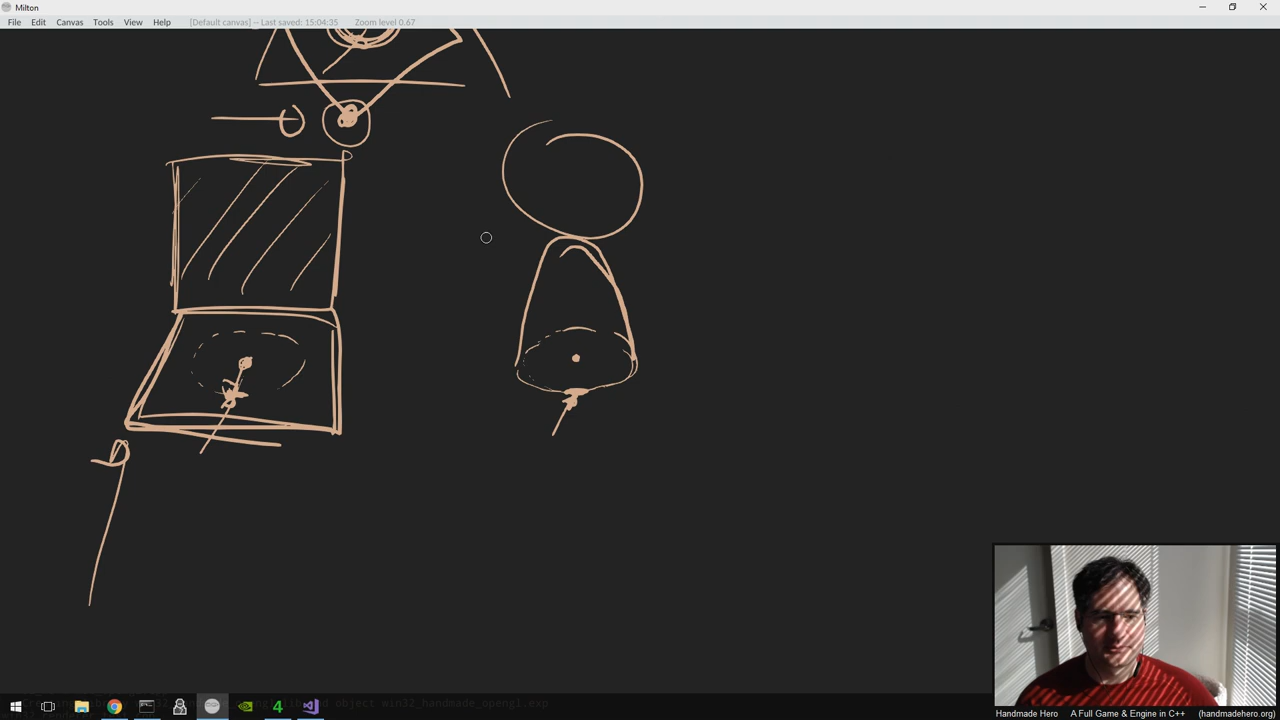 Milton
File Edit Canvas Tools View Help [Default canvas] -- Last saved: 15:04:35 Zoom level 0.67
4
Handmade Hero A Full Game & Engine in C++ (handmadehero.org)